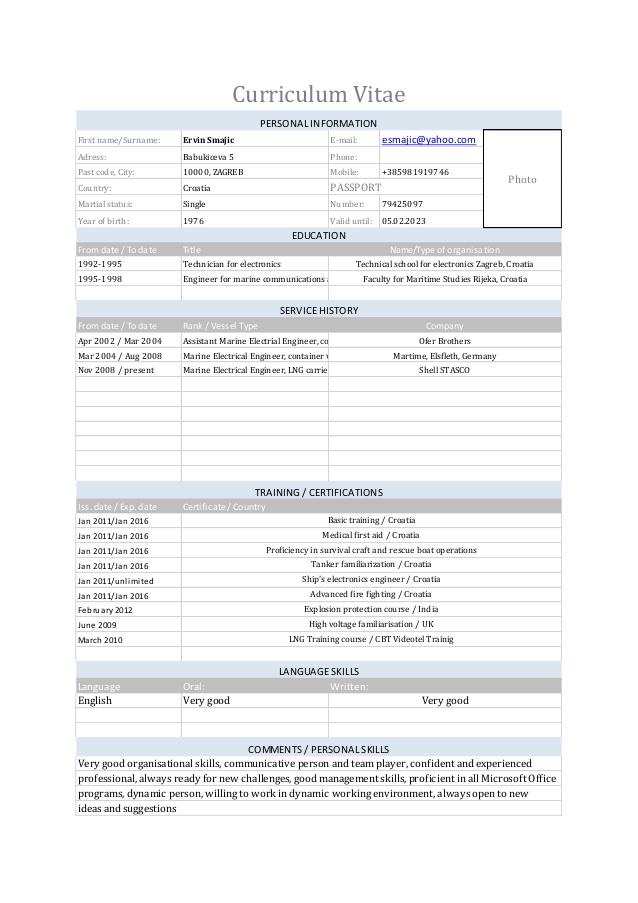 Curriculum Vitae
PERSONAL INFORMATION
First name/Surname: Ervin Smajic E-mail: esmajic@yahoo.com
Adress: Babukiceva 5 Phone:
Past code, City: 10000, ZAGREB Mobile: +385981919746
Photo
Country: Croatia PASSPORT
Martial status: Single Number: 79425097
Year of birth: 1976 Valid until: 05.02.2023
EDUCATION
From date / To date Title Name/Type of organisation
1992-1995 Technician for electronics Technical school for electronics Zagreb, Croatia
1995-1998 Engineer for marine communications Faculty for Maritime Studies Rijeka, Croatia
SERVICE HISTORY
From date / To date Rank / Vessel Type Company
Apr 2002 / Mar 2004 Assistant Marine Electrial Engineer, co Ofer Brothers
Mar 2004 / Aug 2008 Marine Electrical Engineer, container Martime, Elsfleth, Germany
Nov 2008 / present Marine Electrical Engineer, LNG carrie Shell STASCO
TRAINING / CERTIFICATIONS
Iss. date / Exp. date Certificate / Country
Jan 2011/Jan 2016 Basic training / Croatia
Jan 2011/Jan 2016 Medical first aid / Croatia
Jan 2011/Jan 2016 Proficiency in survival craft and rescue boat operations
Jan 2011/Jan 2016 Tanker familiarization / Croatia
Jan 2011/unlimited Ship's electronics engineer / Croatia
Jan 2011/Jan 2016 Advanced fire fighting / Croatia
February 2012 Explosion protection course / India
June 2009 High voltage familiarisation / UK
March 2010 LNG Training course / CBT Videotel Trainig
LANGUAGE SKILLS
Language Oral: Written:
English Very good Very good
COMMENTS / PERSONAL SKILLS
Very good organisational skills, communicative person and team player, confident and experienced
professional, always ready for new challenges, good management skills, proficient in all Microsoft Office
programs, dynamic person, willing to work in dynamic working environment, always open to new
ideas and suggestions